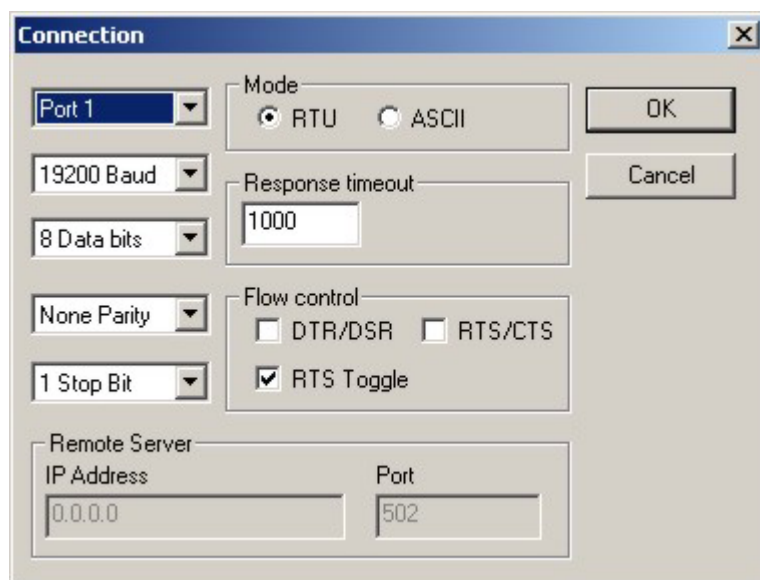 Connection
Port 1
19200 Baud
8 Data bits
None Parity
1 Stop Bit
Mode
RTU ASCII
Response timeout
1000
Flow control
DTR/DSR RTS/CTS
RTS Toggle
OK
Cancel
Remote Server
IP Address Port
0.0.0.0 502